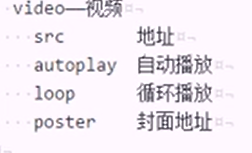 video——视频
src 地址
autoplay 自动播放
loop 循环播放
poster 封面地址